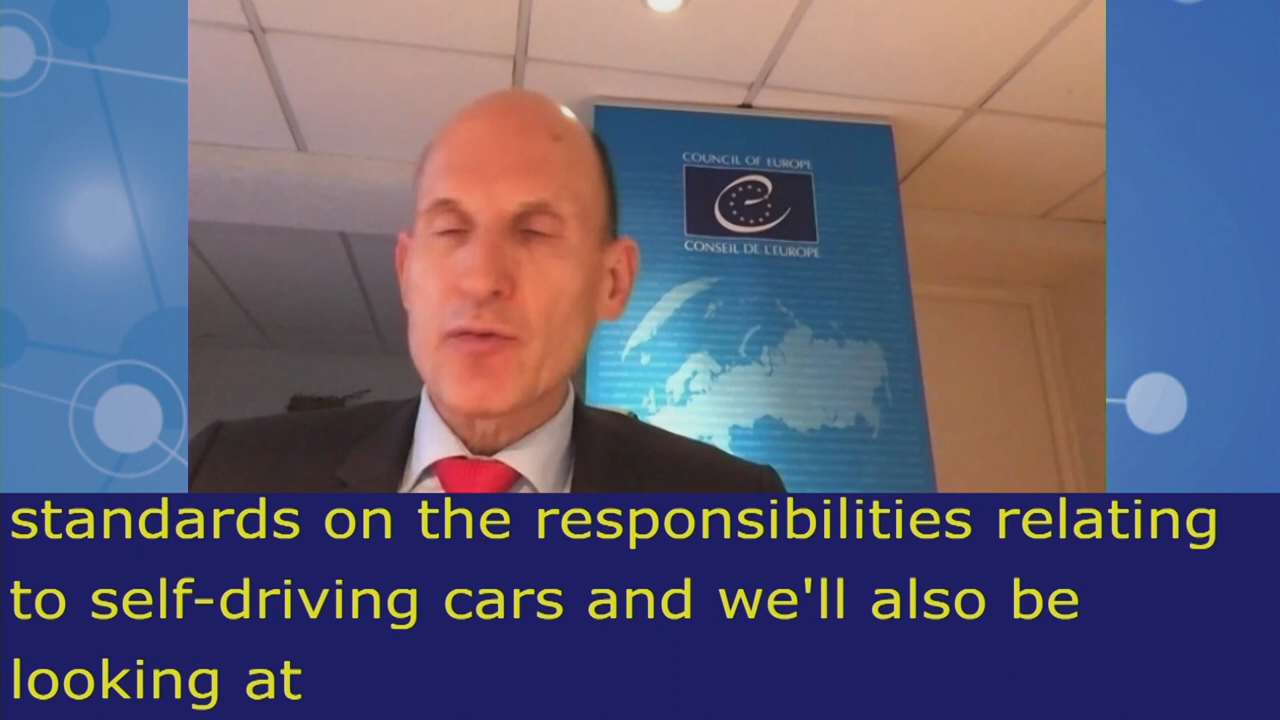 COUNCIL OF EUROPE
CONSEIL DE L'EUROPE
standards on the responsibilities relating
to self-driving cars and we'll also be
looking at